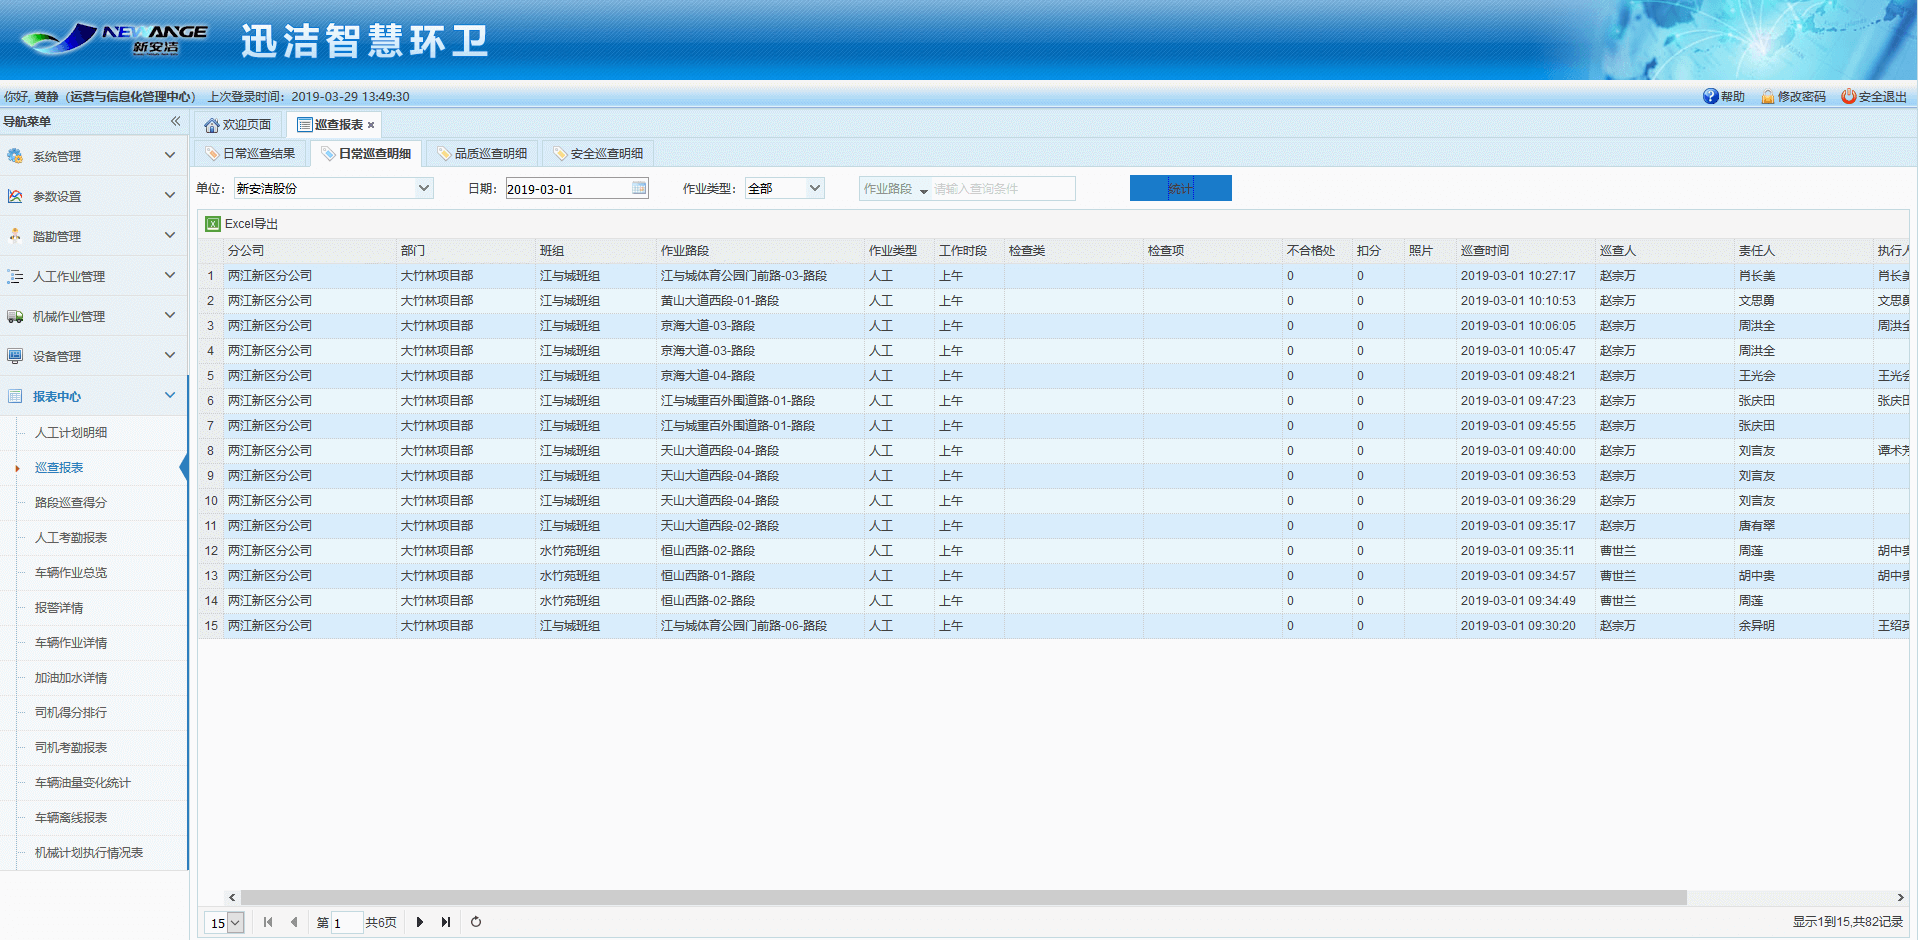 NEWANGE
新安洁
迅洁智慧环卫
你好, 黄静（运营与信息化管理中心） 上次登录时间：2019-03-29 13:49:30
帮助 修改密码 安全退出
导航菜单
系统管理
参数设置
踏勘管理
人工作业管理
机械作业管理
设备管理
报表中心
人工计划明细
巡查报表
路段巡查得分
人工考勤报表
车辆作业总览
报警详情
车辆作业详情
加油加水详情
司机得分排行
司机考勤报表
车辆油量变化统计
车辆离线报表
机械计划执行情况表
欢迎页面 巡查报表
日常巡查结果 日常巡查明细 品质巡查明细 安全巡查明细
单位： 新安洁股份 日期： 2019-03-01 作业类型： 全部 作业路段 请输入查询条件 统计
Excel导出
分公司 部门 班组 作业路段 作业类型 工作时段 检查类 检查项 不合格处 扣分 照片 巡查时间 巡查人 责任人 执行人
1 两江新区分公司 大竹林项目部 江与城班组 江与城体育公园门前路-03-路段 人工 上午 0 0 2019-03-01 10:27:17 赵宗万 肖长美 肖长美
2 两江新区分公司 大竹林项目部 江与城班组 黄山大道西段-01-路段 人工 上午 0 0 2019-03-01 10:10:53 赵宗万 文思勇 文思勇
3 两江新区分公司 大竹林项目部 江与城班组 京海大道-03-路段 人工 上午 0 0 2019-03-01 10:06:05 赵宗万 周洪全 周洪全
4 两江新区分公司 大竹林项目部 江与城班组 京海大道-03-路段 人工 上午 0 0 2019-03-01 10:05:47 赵宗万 周洪全
5 两江新区分公司 大竹林项目部 江与城班组 京海大道-04-路段 人工 上午 0 0 2019-03-01 09:48:21 赵宗万 王光会 王光会
6 两江新区分公司 大竹林项目部 江与城班组 江与城重百外围道路-01-路段 人工 上午 0 0 2019-03-01 09:47:23 赵宗万 张庆田 张庆田
7 两江新区分公司 大竹林项目部 江与城班组 江与城重百外围道路-01-路段 人工 上午 0 0 2019-03-01 09:45:55 赵宗万 张庆田
8 两江新区分公司 大竹林项目部 江与城班组 天山大道西段-04-路段 人工 上午 0 0 2019-03-01 09:40:00 赵宗万 刘言友 谭术芳
9 两江新区分公司 大竹林项目部 江与城班组 天山大道西段-04-路段 人工 上午 0 0 2019-03-01 09:36:53 赵宗万 刘言友
10 两江新区分公司 大竹林项目部 江与城班组 天山大道西段-04-路段 人工 上午 0 0 2019-03-01 09:36:29 赵宗万 刘言友
11 两江新区分公司 大竹林项目部 江与城班组 天山大道西段-02-路段 人工 上午 0 0 2019-03-01 09:35:17 赵宗万 唐有翠
12 两江新区分公司 大竹林项目部 水竹苑班组 恒山西路-02-路段 人工 上午 0 0 2019-03-01 09:35:11 曹世兰 周莲 胡中贵
13 两江新区分公司 大竹林项目部 水竹苑班组 恒山西路-01-路段 人工 上午 0 0 2019-03-01 09:34:57 曹世兰 胡中贵 胡中贵
14 两江新区分公司 大竹林项目部 水竹苑班组 恒山西路-02-路段 人工 上午 0 0 2019-03-01 09:34:49 曹世兰 周莲
15 两江新区分公司 大竹林项目部 江与城班组 江与城体育公园门前路-06-路段 人工 上午 0 0 2019-03-01 09:30:20 赵宗万 余异明 王绍英
15 第 1 共6页 显示1到15,共82记录